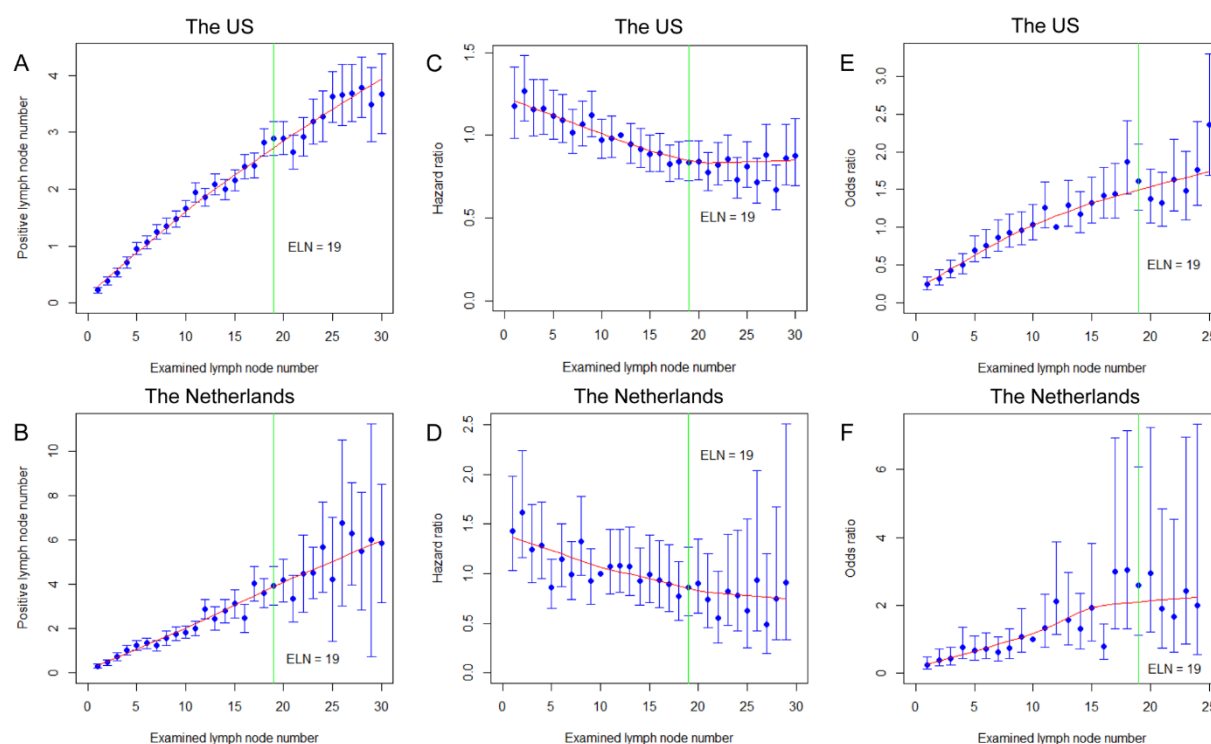 The US
A
Positive lymph node number
4
3
2
1
0
ELN = 19
0 5 10 15 20 25 30
Examined lymph node number
The US
C
Hazard ratio
1.5
1.0
0.5
0.0
ELN = 19
0 5 10 15 20 25 30
Examined lymph node number
E
Odds ratio
3.0
2.5
2.0
1.5
1.0
0.5
0.0
ELN = 19
0 5 10 15 20 25
Examined lymph node number
The US
The Netherlands
B
Positive lymph node number
10
8
6
4
2
0
ELN = 19
0 5 10 15 20 25 30
Examined lymph node number
The Netherlands
D
Hazard ratio
2.5
2.0
1.5
1.0
0.5
0.0
ELN = 19
0 5 10 15 20 25 30
Examined lymph node number
The Netherlands
F
Odds ratio
6
4
2
0
ELN = 19
0 5 10 15 20 25
Examined lymph node number